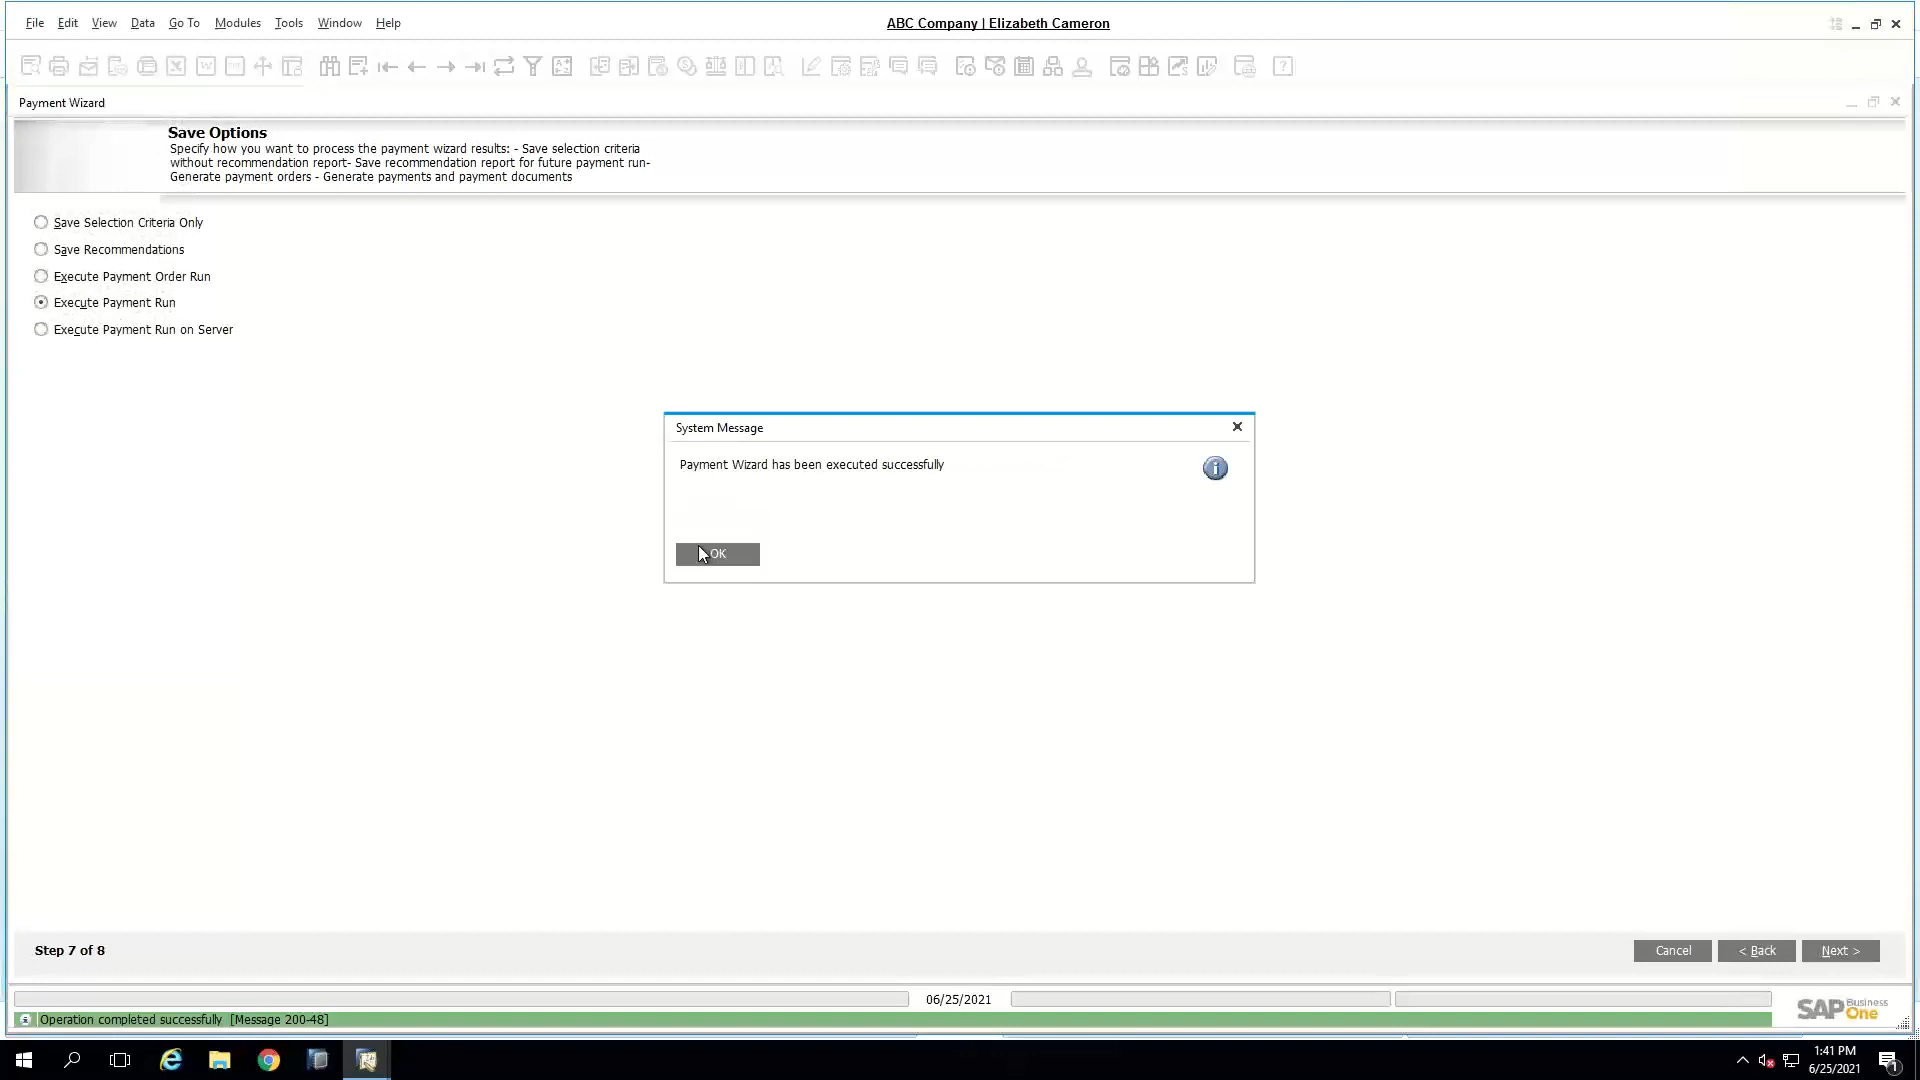 File Edit View Data Go To Modules Tools Window Help
ABC Company | Elizabeth Cameron
Payment Wizard
Save Options
Specify how you want to process the payment wizard results: - Save selection criteria
without recommendation report- Save recommendation report for future payment run-
Generate payment orders - Generate payments and payment documents
Save Selection Criteria Only
Save Recommendations
Execute Payment Order Run
Execute Payment Run
Execute Payment Run on Server
System Message
Payment Wizard has been executed successfully
OK
Step 7 of 8
Cancel
< Back
Next >
06/25/2021
SAP Business One
Operation completed successfully [Message 200-48]
1:41 PM
6/25/2021
1